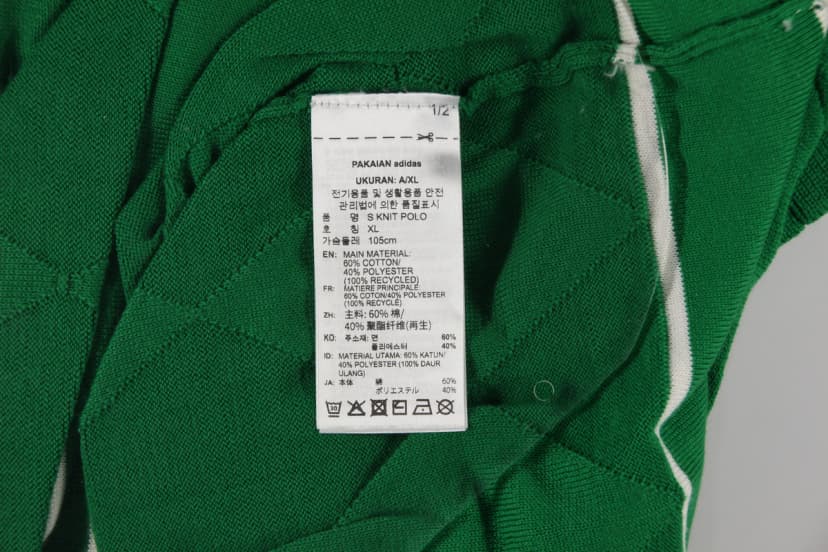 1/2
PAKAIAN adidas
UKURAN: A/XL
전기용품 및 생활용품 안전
관리법에 의한 품질표시
품 명 S KNIT POLO
호 칭 XL
가슴둘레 105cm
EN: MAIN MATERIAL:
60% COTTON/
40% POLYESTER
(100% RECYCLED)
FR: MATIERE PRINCIPALE:
60% COTON/40% POLYESTER
(100% RECYCLÉ)
ZH: 主料: 60% 棉/
40% 聚酯纤维(再生)
KO: 주소재: 면 60%
폴리에스터 40%
ID: MATERIAL UTAMA: 60% KATUN/
40% POLYESTER (100% DAUR
ULANG)
JA: 本体 綿 60%
ポリエステル 40%
30